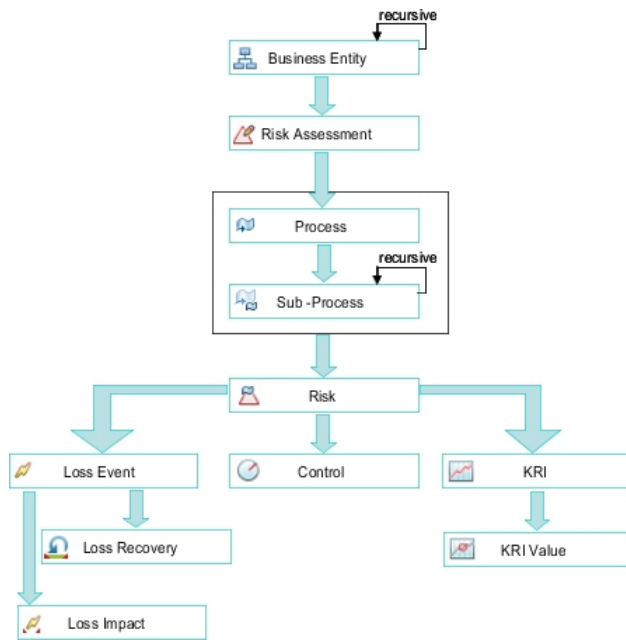 recursive
Business Entity
Risk Assessment
Process
recursive
Sub -Process
Risk
Loss Event
Control
KRI
Loss Recovery
KRI Value
Loss Impact